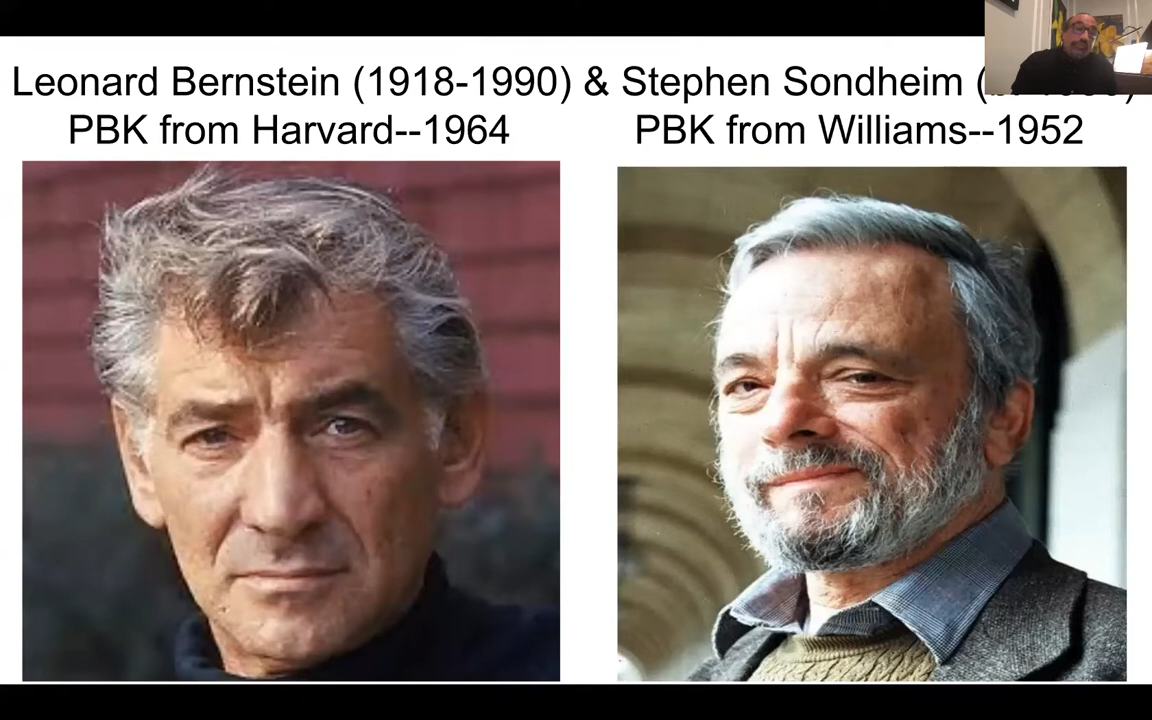 Leonard Bernstein (1918-1990) & Stephen Sondheim (
PBK from Harvard--1964 PBK from Williams--1952